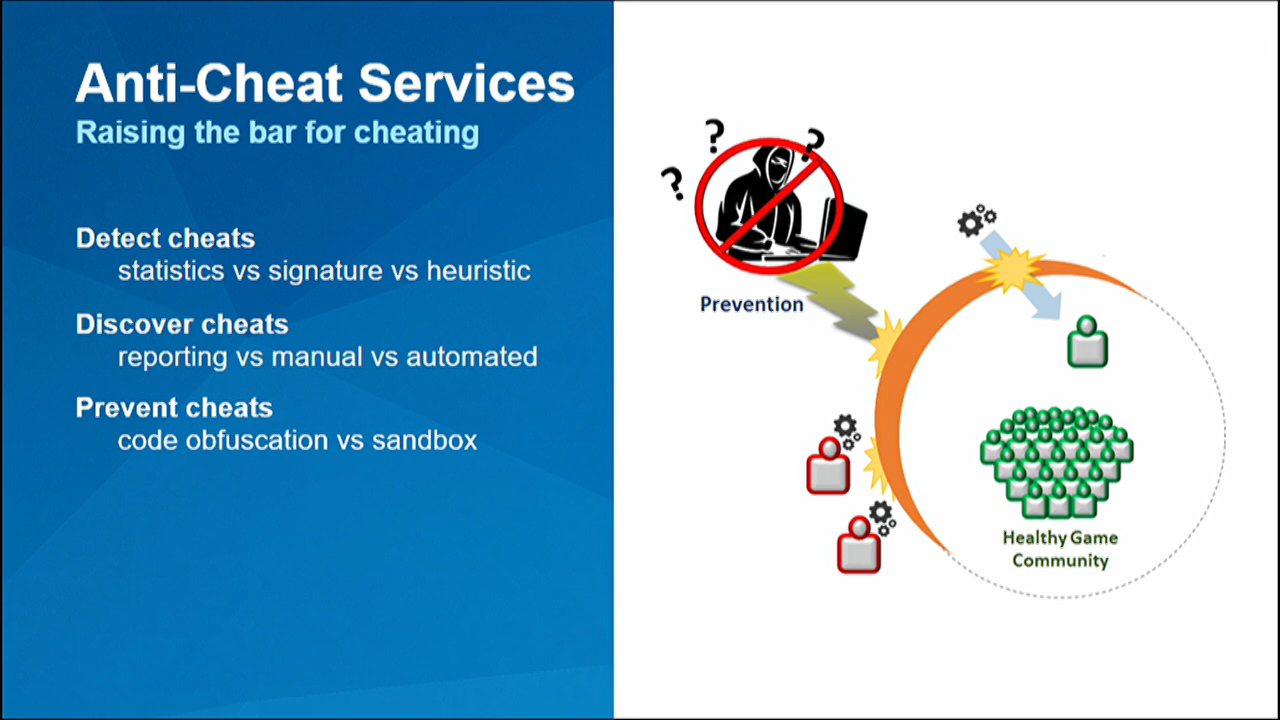 Anti-Cheat Services
Raising the bar for cheating
Detect cheats
statistics vs signature vs heuristic
Discover cheats
reporting vs manual vs automated
Prevent cheats
code obfuscation vs sandbox
? ? ?
Prevention
Healthy Game
Community